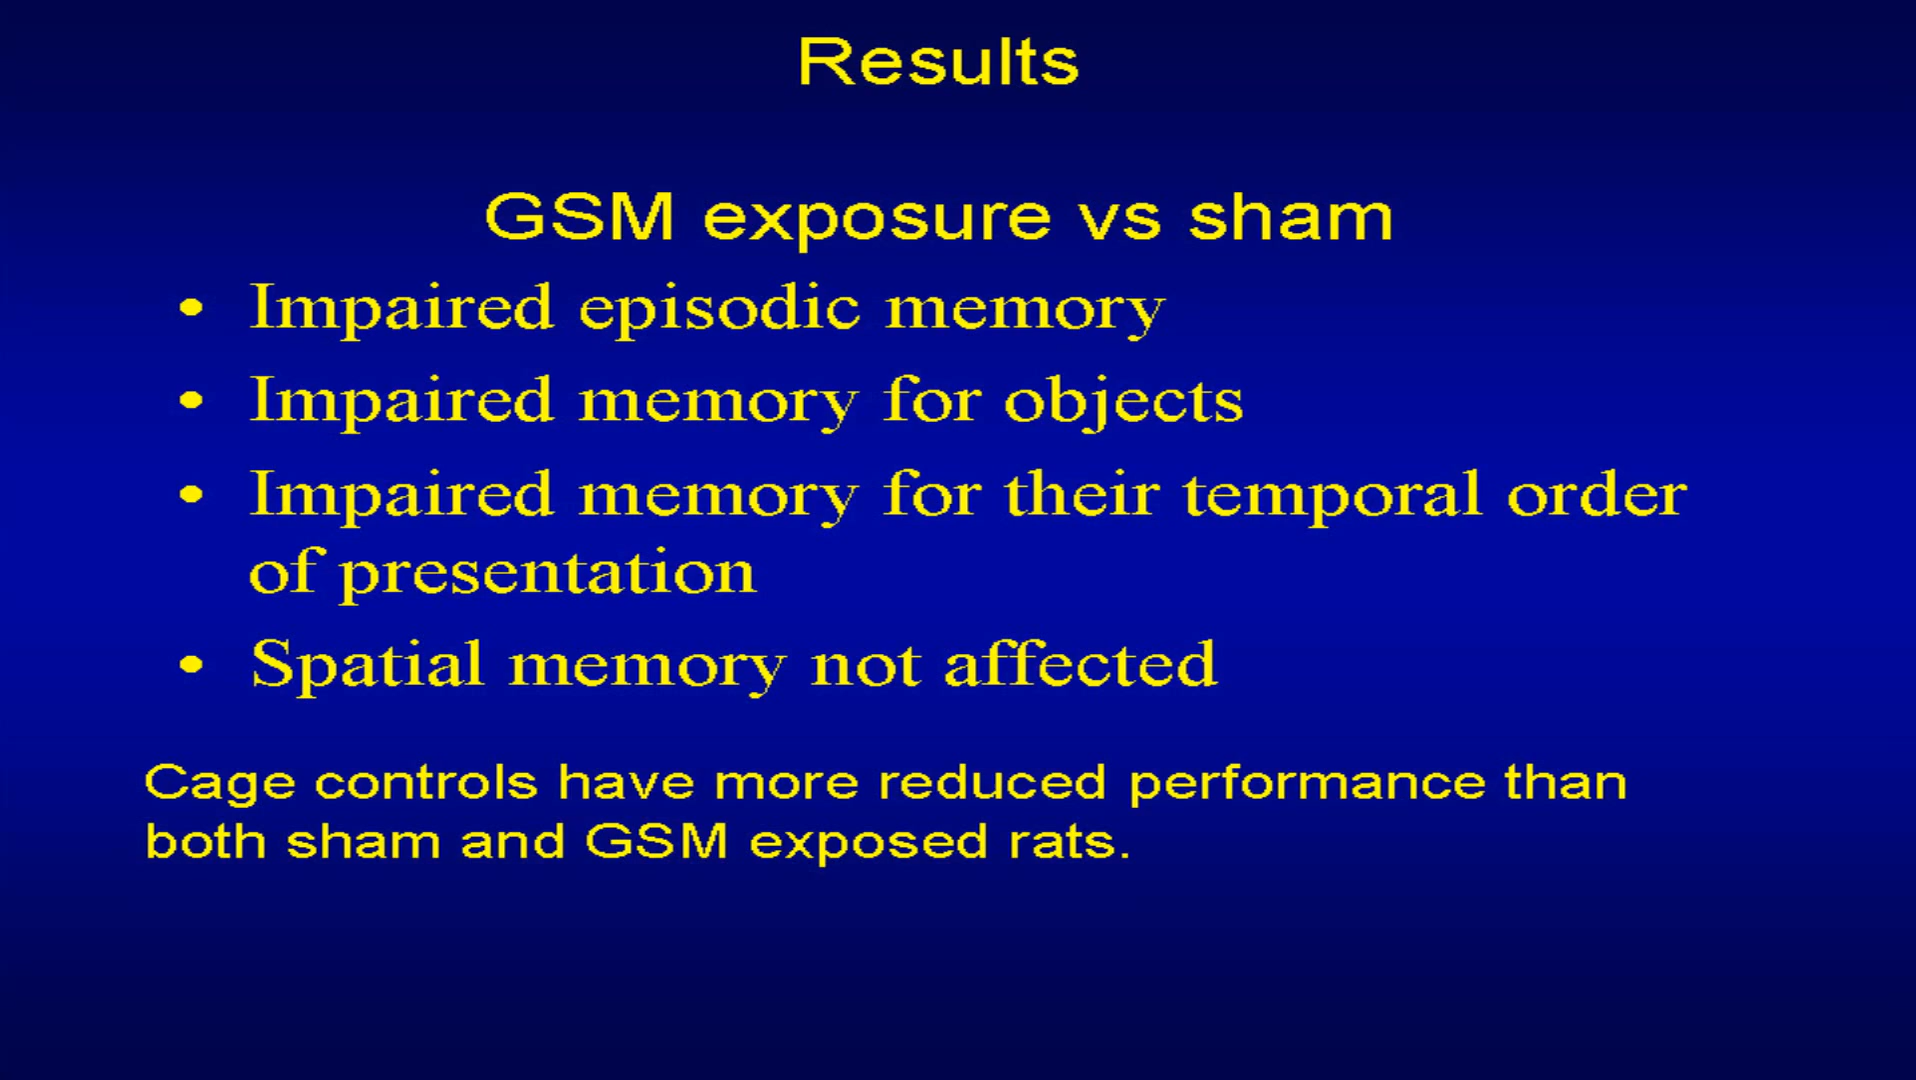 Results
GSM exposure vs sham
• Impaired episodic memory
• Impaired memory for objects
• Impaired memory for their temporal order
of presentation
• Spatial memory not affected
Cage controls have more reduced performance than
both sham and GSM exposed rats.